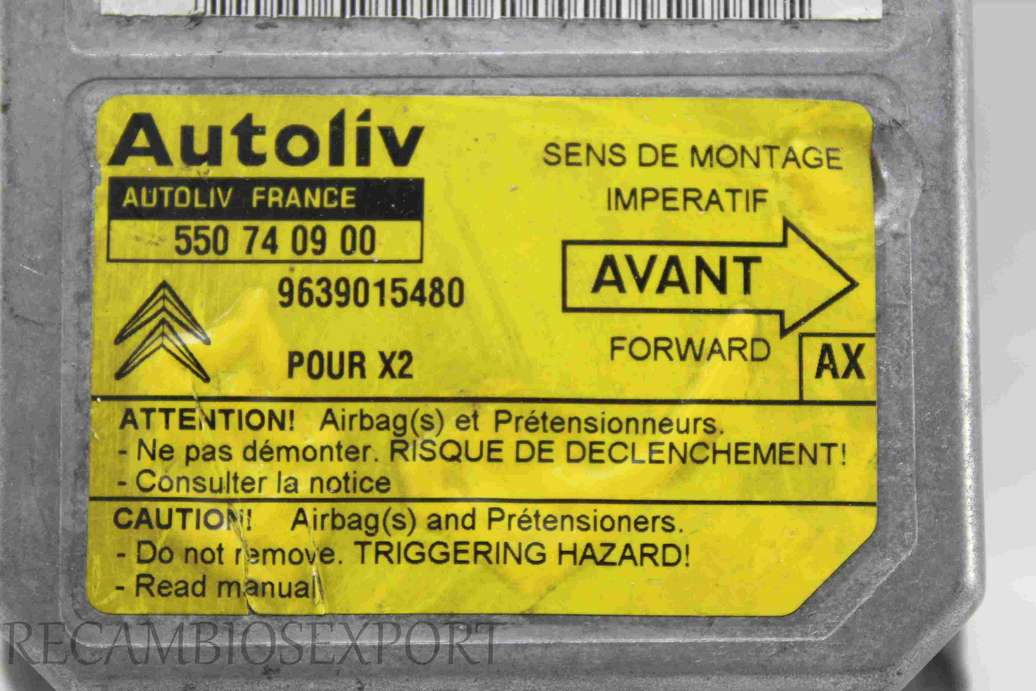 Autoliv
AUTOLIV FRANCE
550 74 09 00
9639015480
POUR X2
SENS DE MONTAGE
IMPERATIF
AVANT
FORWARD
AX
ATTENTION! Airbag(s) et Prétensionneurs.
- Ne pas démonter. RISQUE DE DECLENCHEMENT!
- Consulter la notice
CAUTION! Airbag(s) and Prétensioners.
- Do not remove. TRIGGERING HAZARD!
- Read manual
RECAMBIOSEXPORT